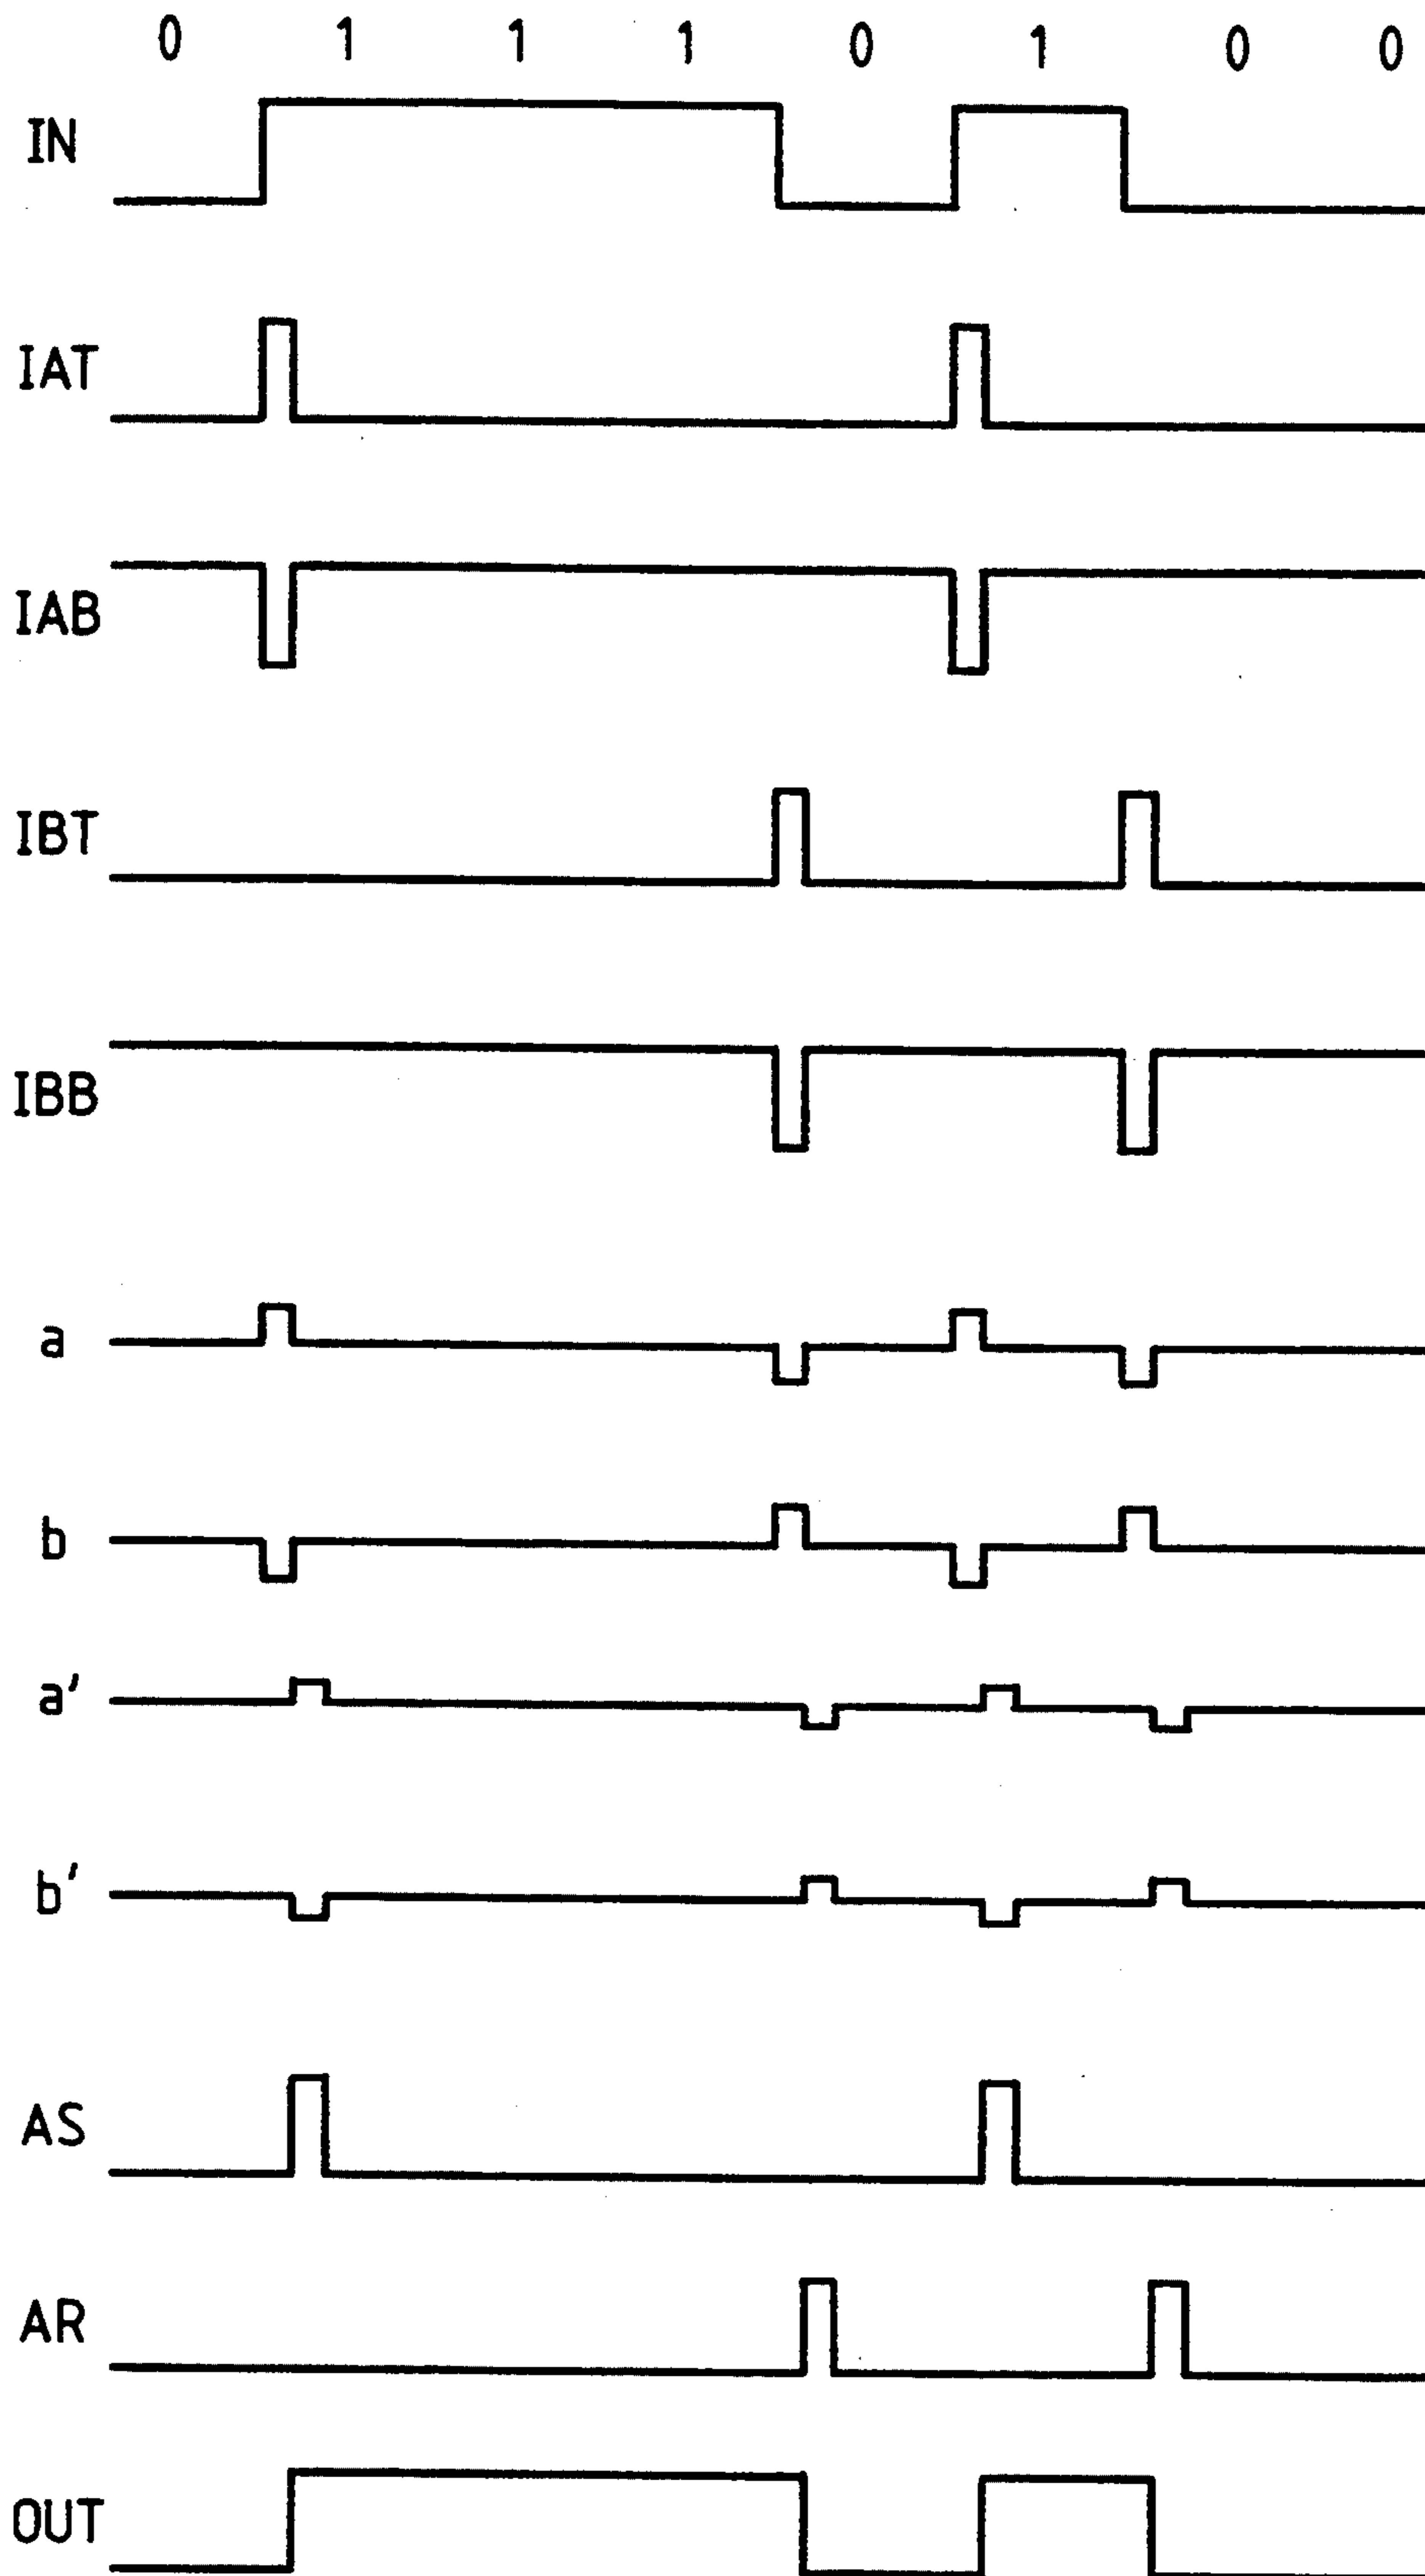 0 1 1 1 0 1 0 0
IN
IAT
IAB
IBT
IBB
a
b
a′
b′
AS
AR
OUT